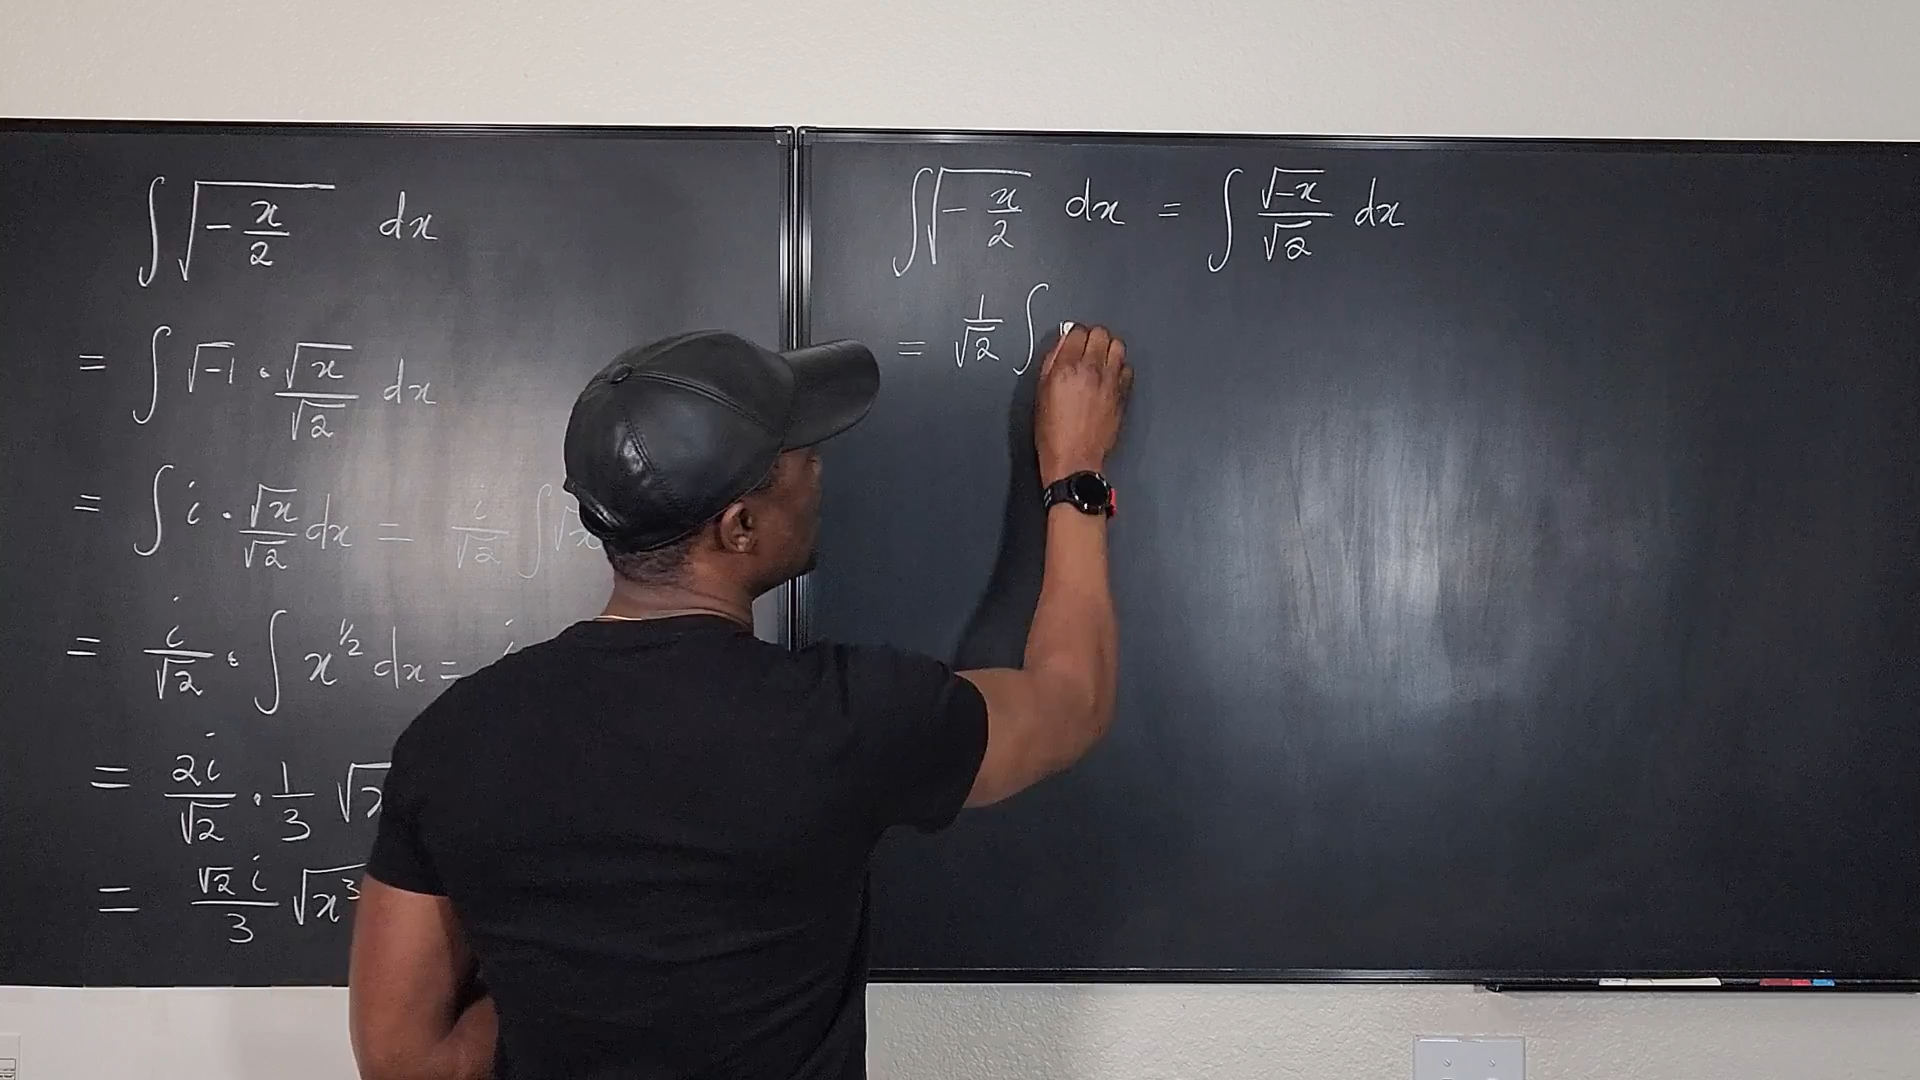 ∫√(-x/2) dx
= ∫ √-1 · √x/√2 dx
= ∫ i · √x/√2 dx = i/√2 ∫√x
= i/√2 · ∫ x^1/2 dx = i
= 2i/√2 · 1/3 √x
= √2 i/3 √x³
∫√(-x/2) dx = ∫ √-x/√2 dx
= 1/√2 ∫